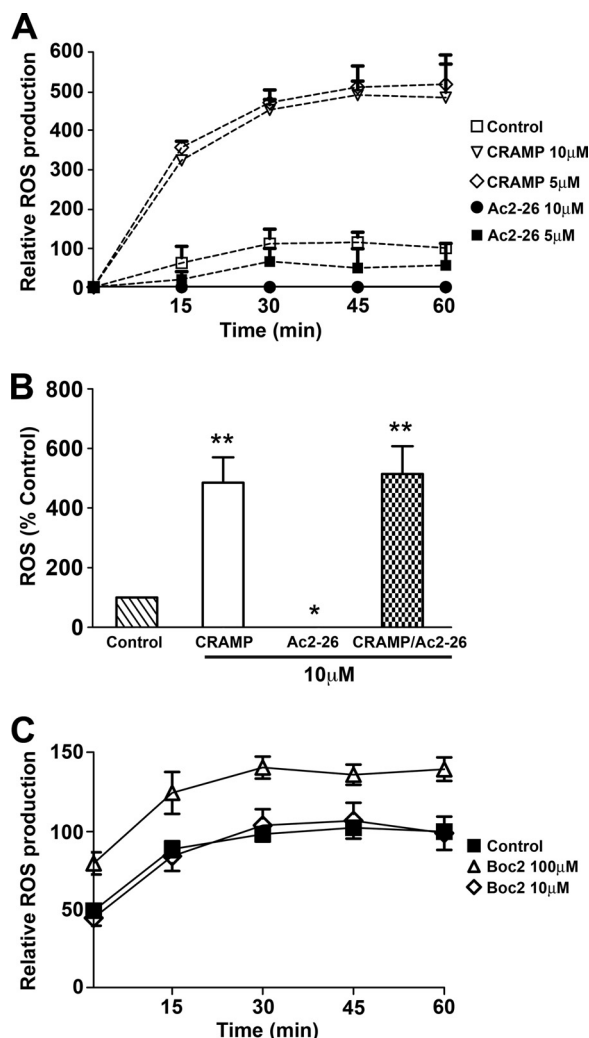 A
Relative ROS production
600
500
400
300
200
100
0
15 30 45 60
Time (min)
Control
CRAMP 10μM
CRAMP 5μM
Ac2-26 10μM
Ac2-26 5μM
B
ROS (% Control)
800
600
400
200
0
**
*
**
Control CRAMP Ac2-26 CRAMP/Ac2-26
10μM
C
Relative ROS production
150
100
50
0
15 30 45 60
Time (min)
Control
Boc2 100μM
Boc2 10μM